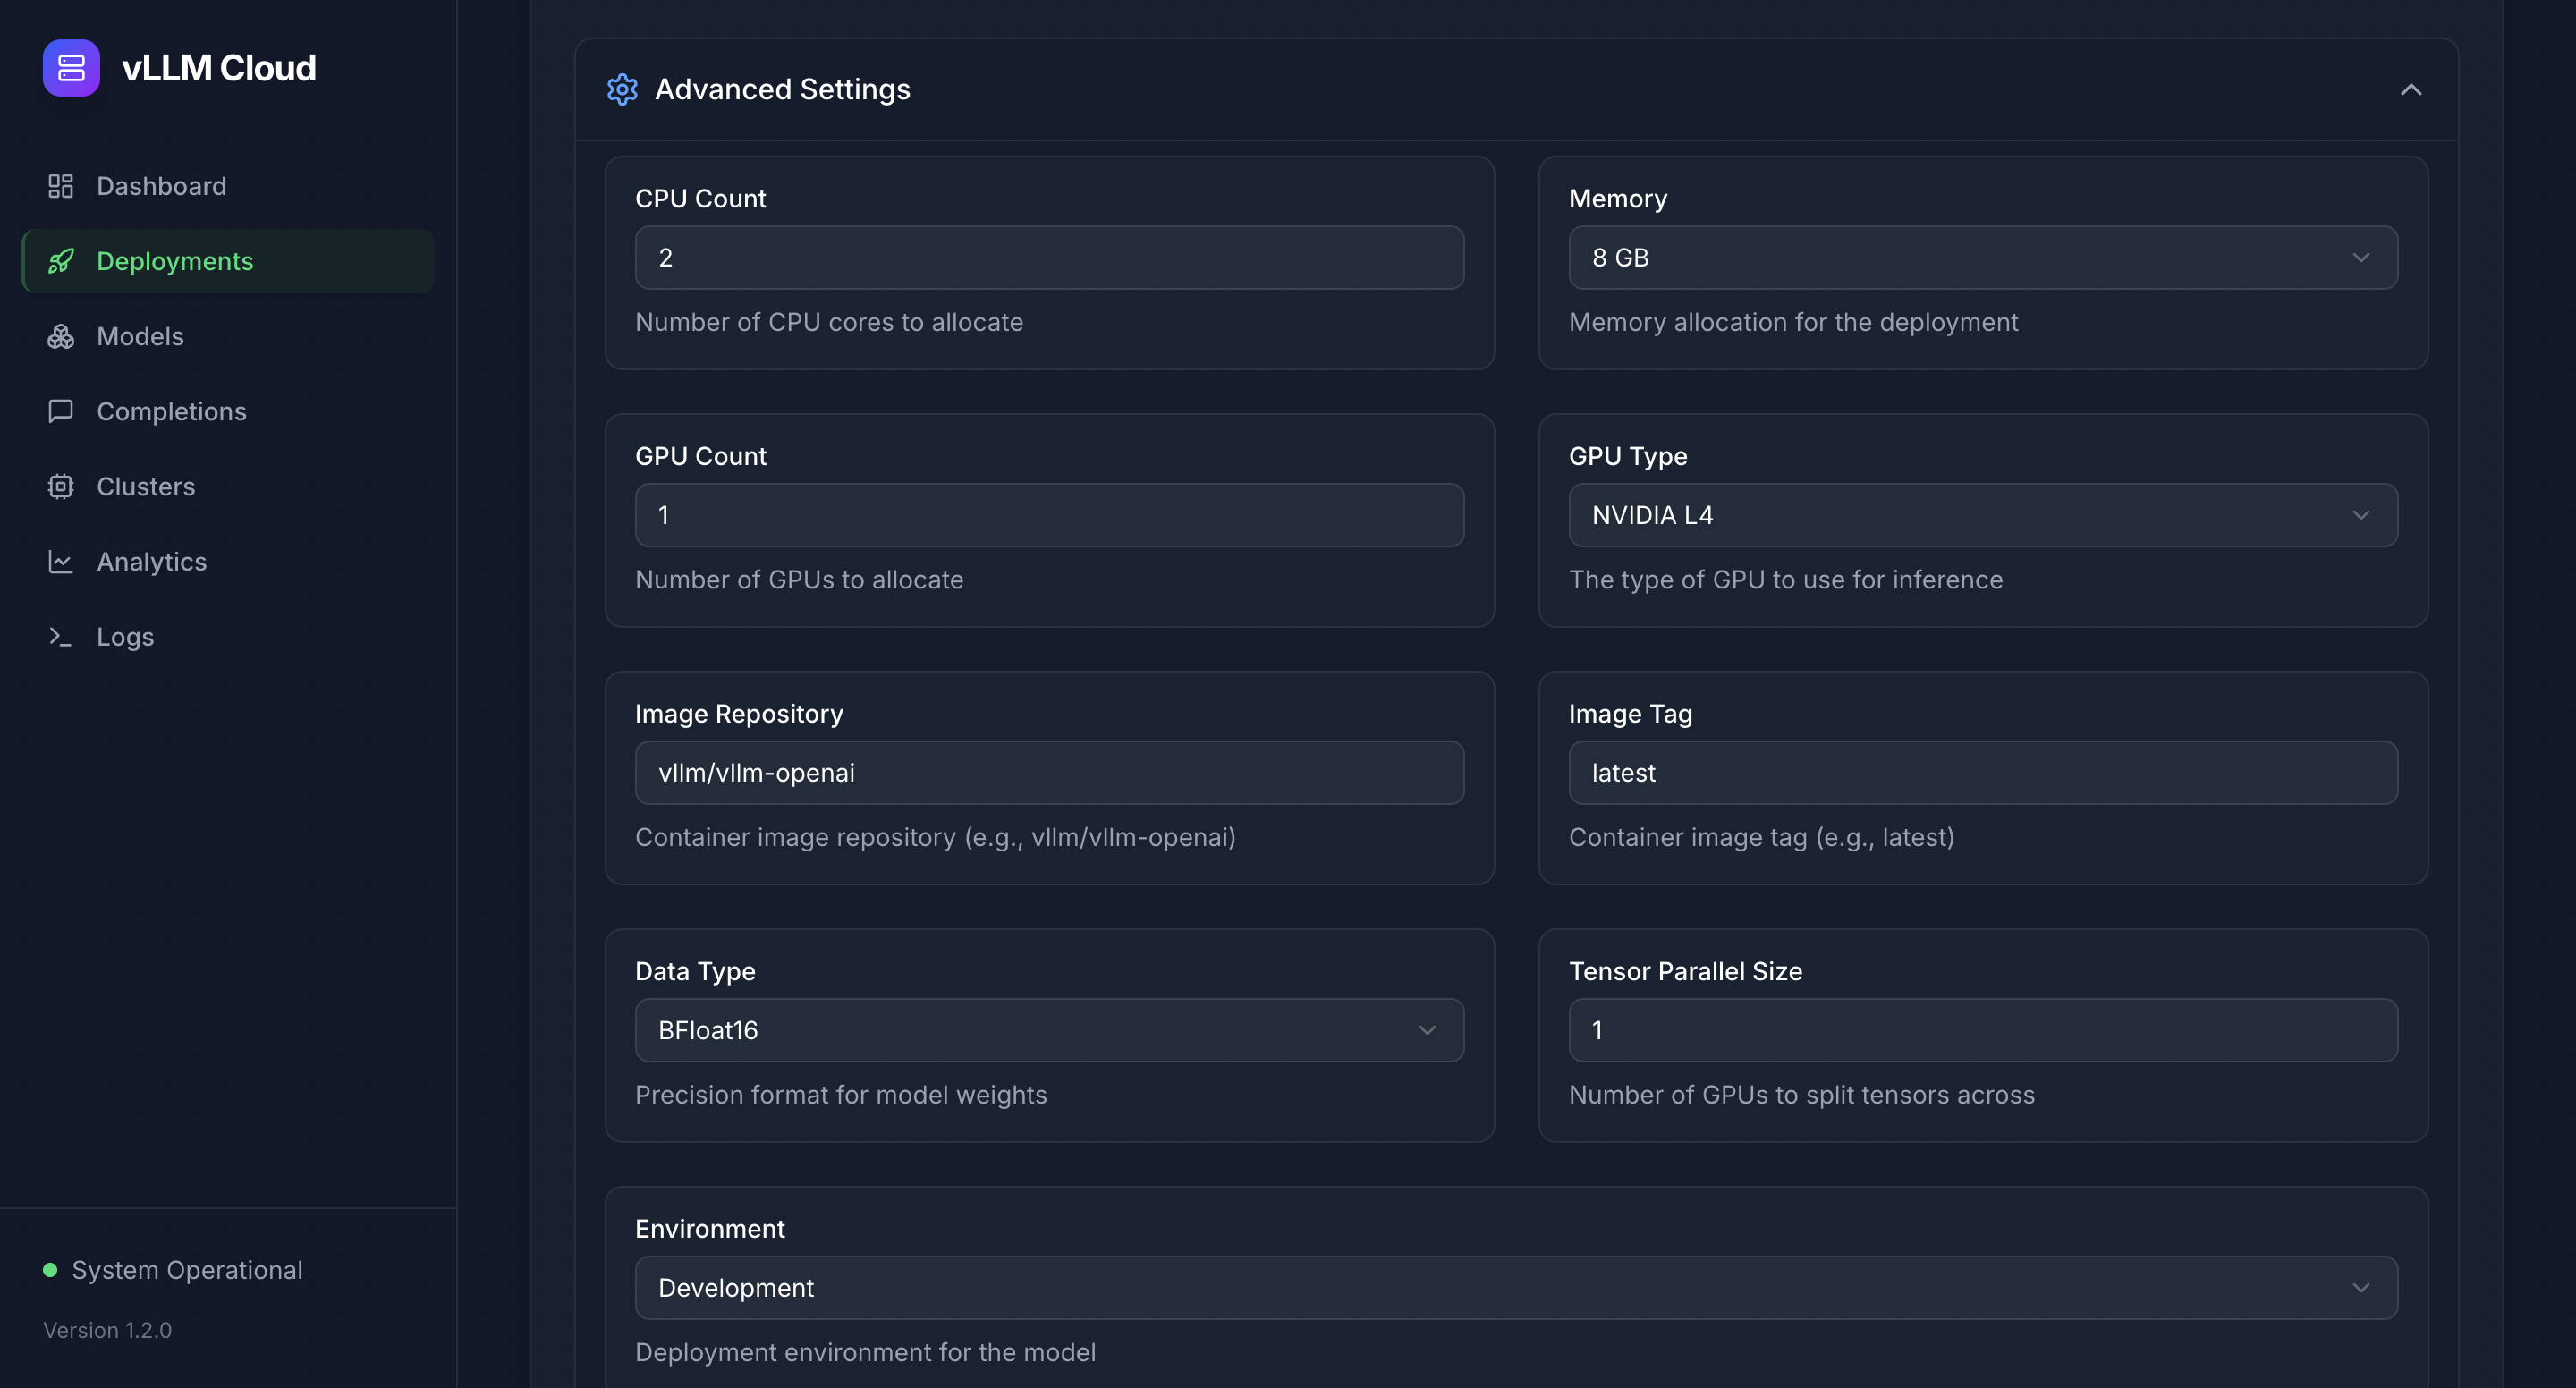 vLLM Cloud
Dashboard
Deployments
Models
Completions
Clusters
Analytics
Logs
System Operational
Version 1.2.0
Advanced Settings
CPU Count
2
Number of CPU cores to allocate
Memory
8 GB
Memory allocation for the deployment
GPU Count
1
Number of GPUs to allocate
GPU Type
NVIDIA L4
The type of GPU to use for inference
Image Repository
vllm/vllm-openai
Container image repository (e.g., vllm/vllm-openai)
Image Tag
latest
Container image tag (e.g., latest)
Data Type
BFloat16
Precision format for model weights
Tensor Parallel Size
1
Number of GPUs to split tensors across
Environment
Development
Deployment environment for the model